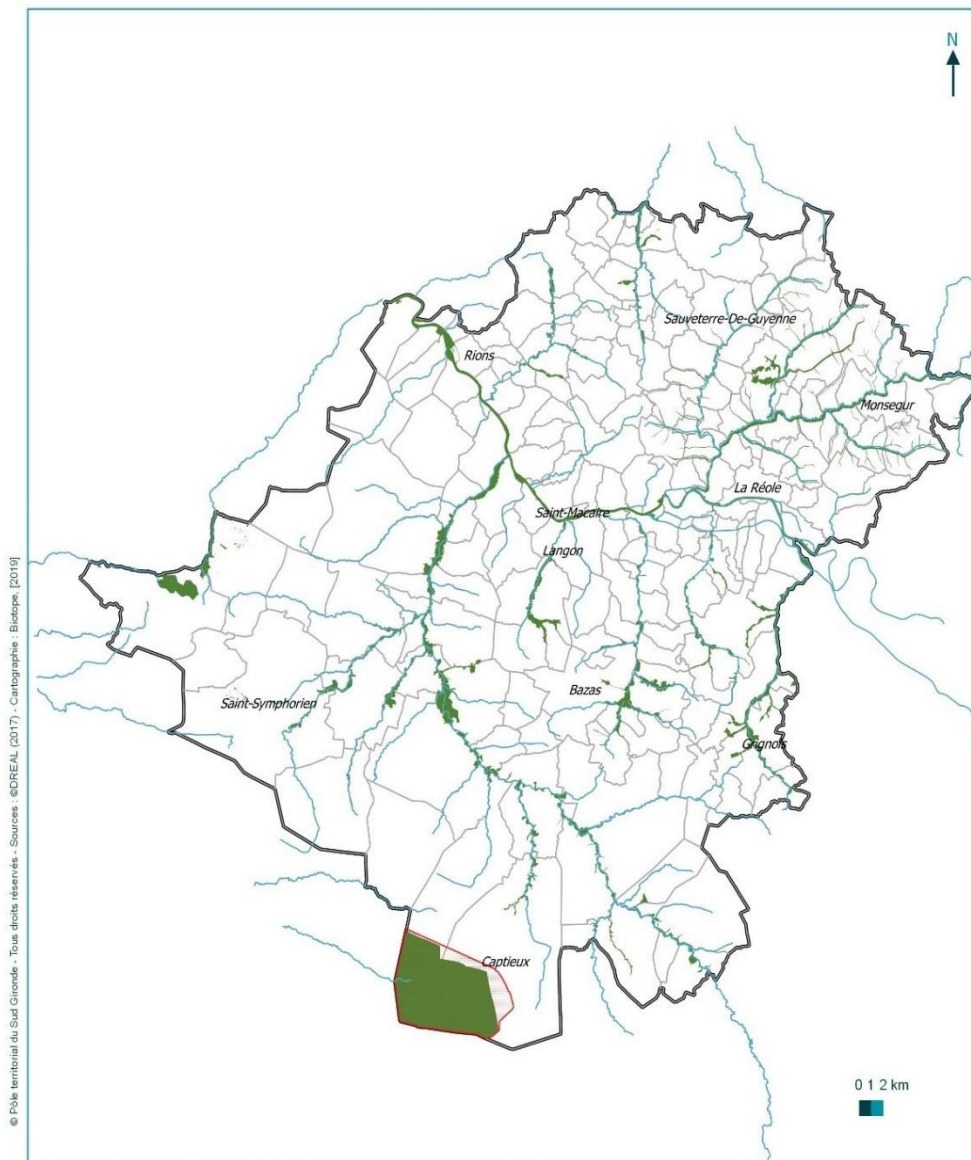 N
Sauveterre-De-Guyenne
Rions
Monsegur
La Réole
Saint-Macaire
Langon
Saint-Symphorien
Bazas
Grignols
Captieux
0 1 2 km
© Pôle territorial du Sud Gironde - Tous droits réservés - Sources : ©DREAL (2017) - Cartographie : Biotope, [2019]